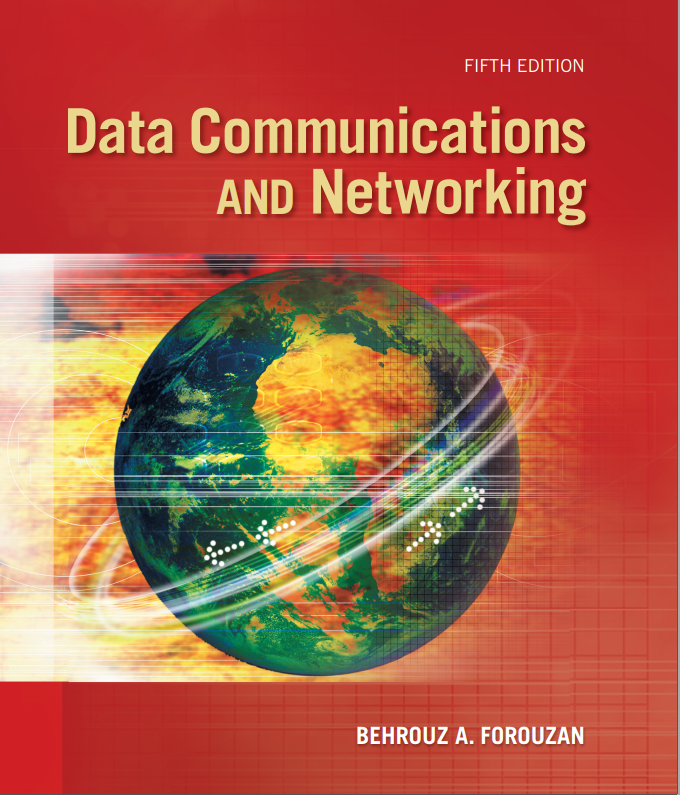 FIFTH EDITION
Data Communications
AND Networking
BEHROUZ A. FOROUZAN